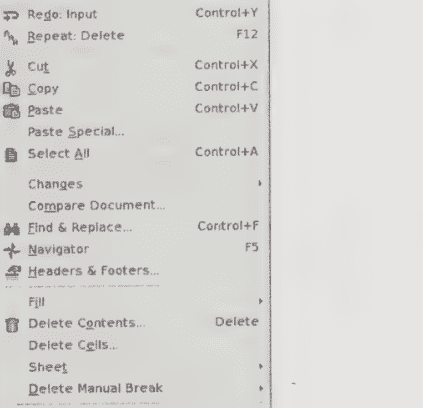 Redo: Input Control+Y
Repeat: Delete F12
Cut Control+X
Copy Control+C
Paste Control+V
Paste Special...
Select All Control+A
Changes
Compare Document...
Find & Replace... Control+F
Navigator F5
Headers & Footers...
Fill
Delete Contents... Delete
Delete Cells...
Sheet
Delete Manual Break